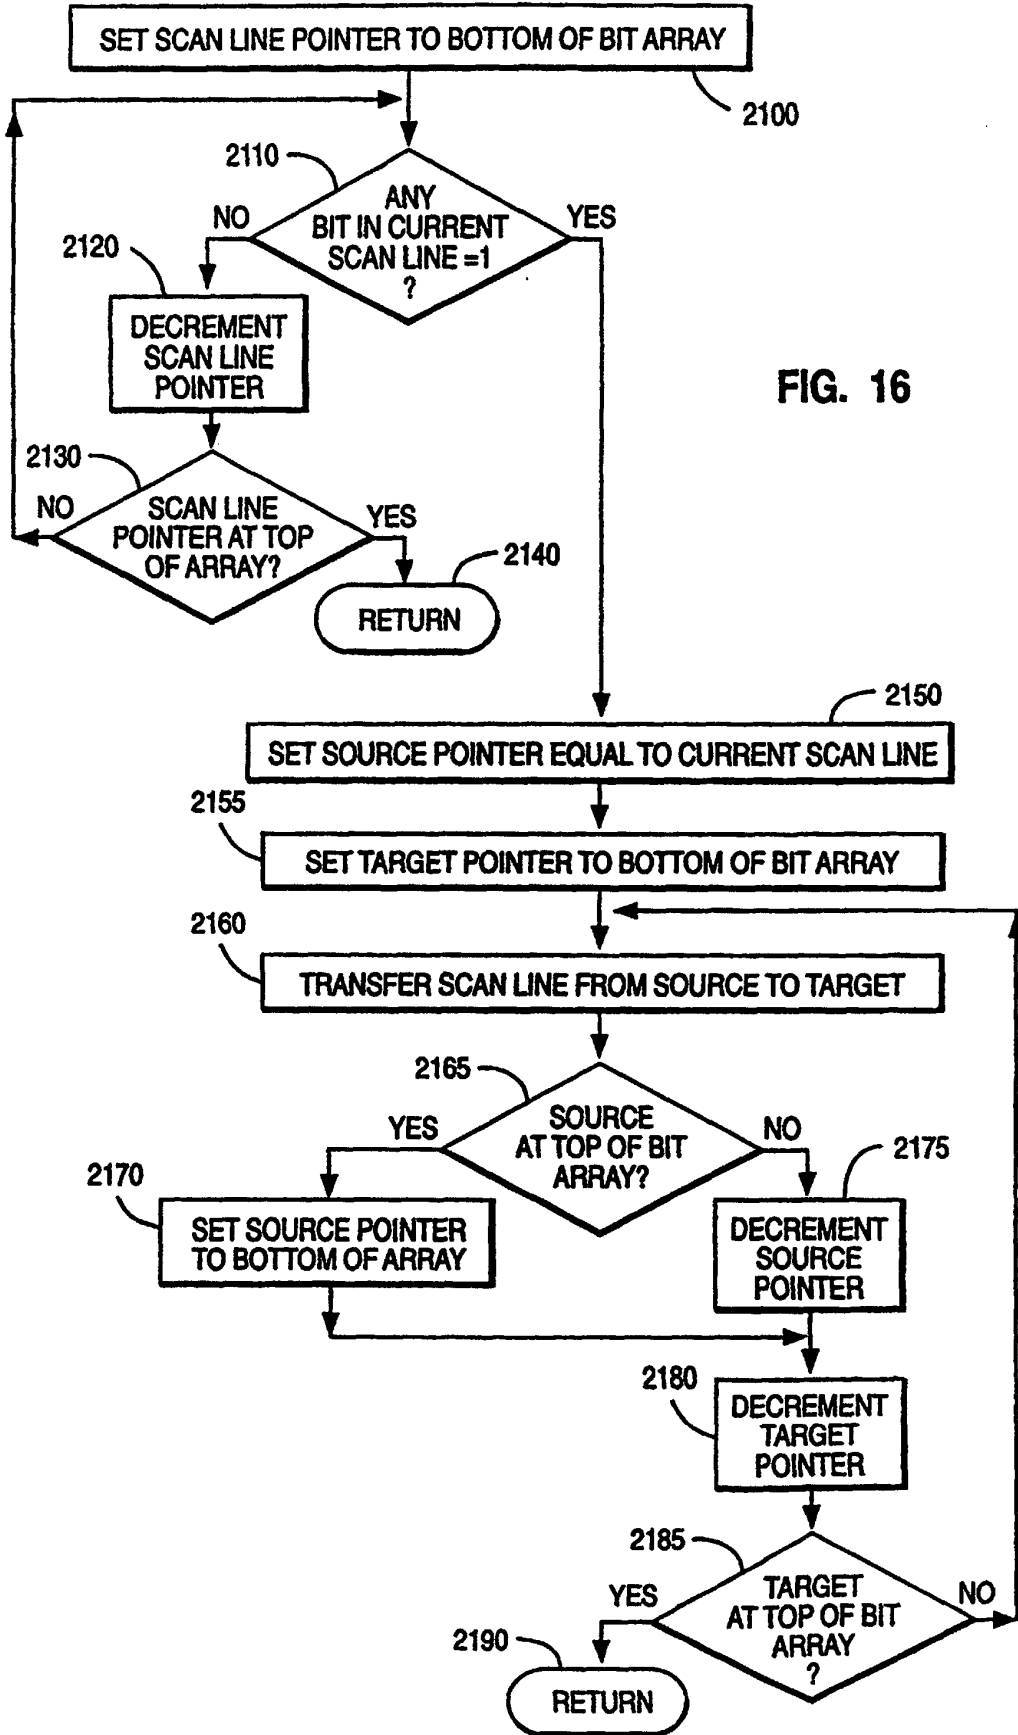 SET SCAN LINE POINTER TO BOTTOM OF BIT ARRAY
2100
2110
ANY
BIT IN CURRENT
SCAN LINE =1
?
NO
YES
2120
DECREMENT
SCAN LINE
POINTER
FIG. 16
2130
NO
SCAN LINE
POINTER AT TOP
OF ARRAY?
YES
2140
RETURN
2150
SET SOURCE POINTER EQUAL TO CURRENT SCAN LINE
2155
SET TARGET POINTER TO BOTTOM OF BIT ARRAY
2160
TRANSFER SCAN LINE FROM SOURCE TO TARGET
2165
YES
SOURCE
AT TOP OF BIT
ARRAY?
NO
2175
2170
SET SOURCE POINTER
TO BOTTOM OF ARRAY
DECREMENT
SOURCE
POINTER
2180
DECREMENT
TARGET
POINTER
2185
YES
TARGET
AT TOP OF BIT
ARRAY
?
NO
2190
RETURN